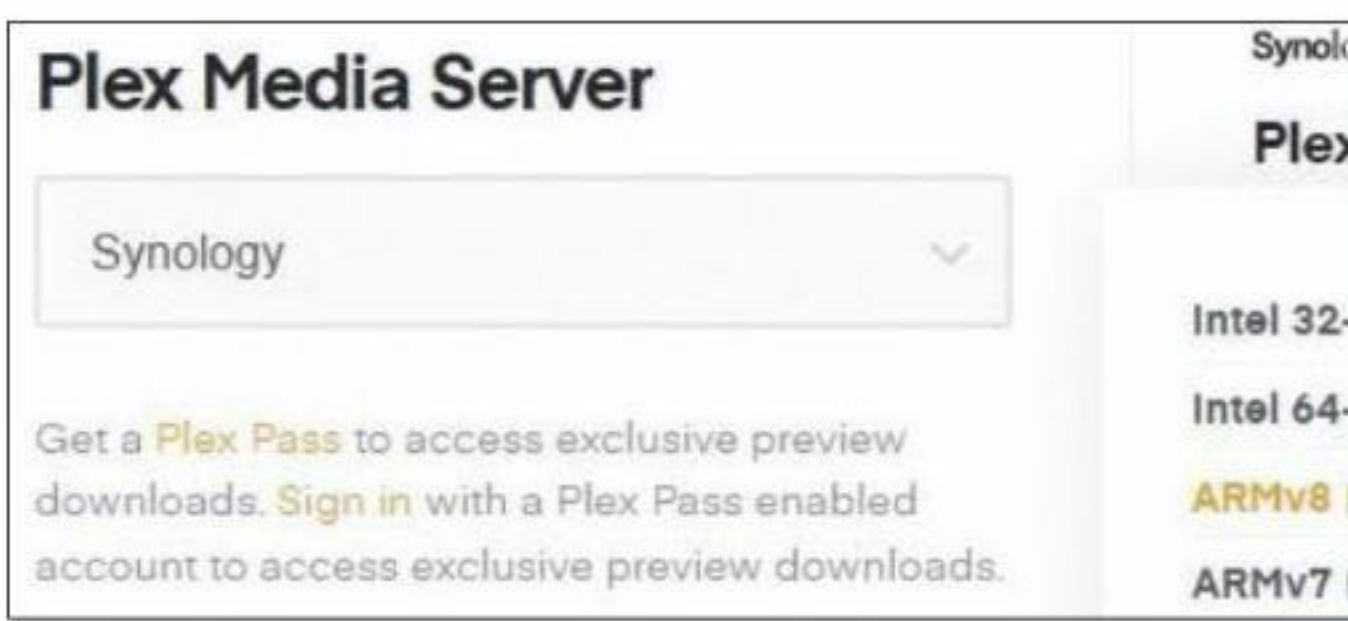 Plex Media Server
Synology
Get a Plex Pass to access exclusive preview
downloads. Sign in with a Plex Pass enabled
account to access exclusive preview downloads.
Synolo
Plex
Intel 32-
Intel 64-
ARMv8
ARMv7